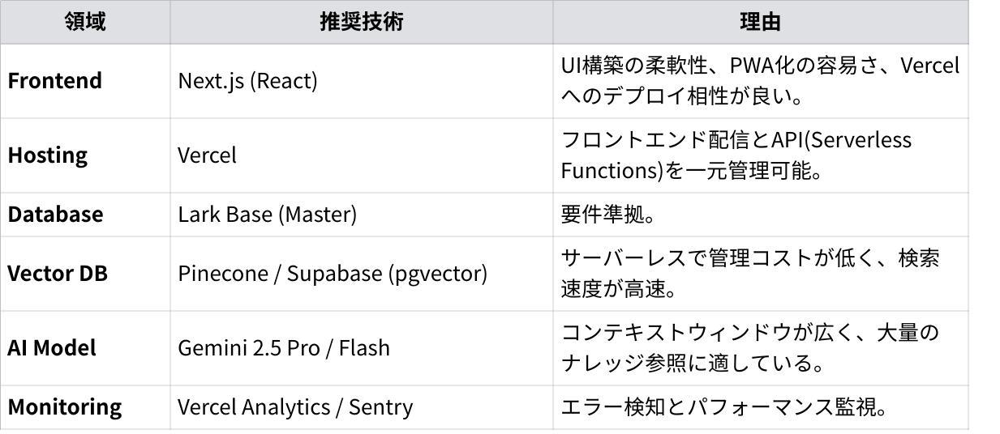 領域 推奨技術 理由
Frontend Next.js (React) UI構築の柔軟性、PWA化の容易さ、Vercel
へのデプロイ相性が良い。
Hosting Vercel フロントエンド配信とAPI(Serverless
Functions)を一元管理可能。
Database Lark Base (Master) 要件準拠。
Vector DB Pinecone / Supabase (pgvector) サーバーレスで管理コストが低く、検索
速度が高速。
AI Model Gemini 2.5 Pro / Flash コンテキストウィンドウが広く、大量の
ナレッジ参照に適している。
Monitoring Vercel Analytics / Sentry エラー検知とパフォーマンス監視。